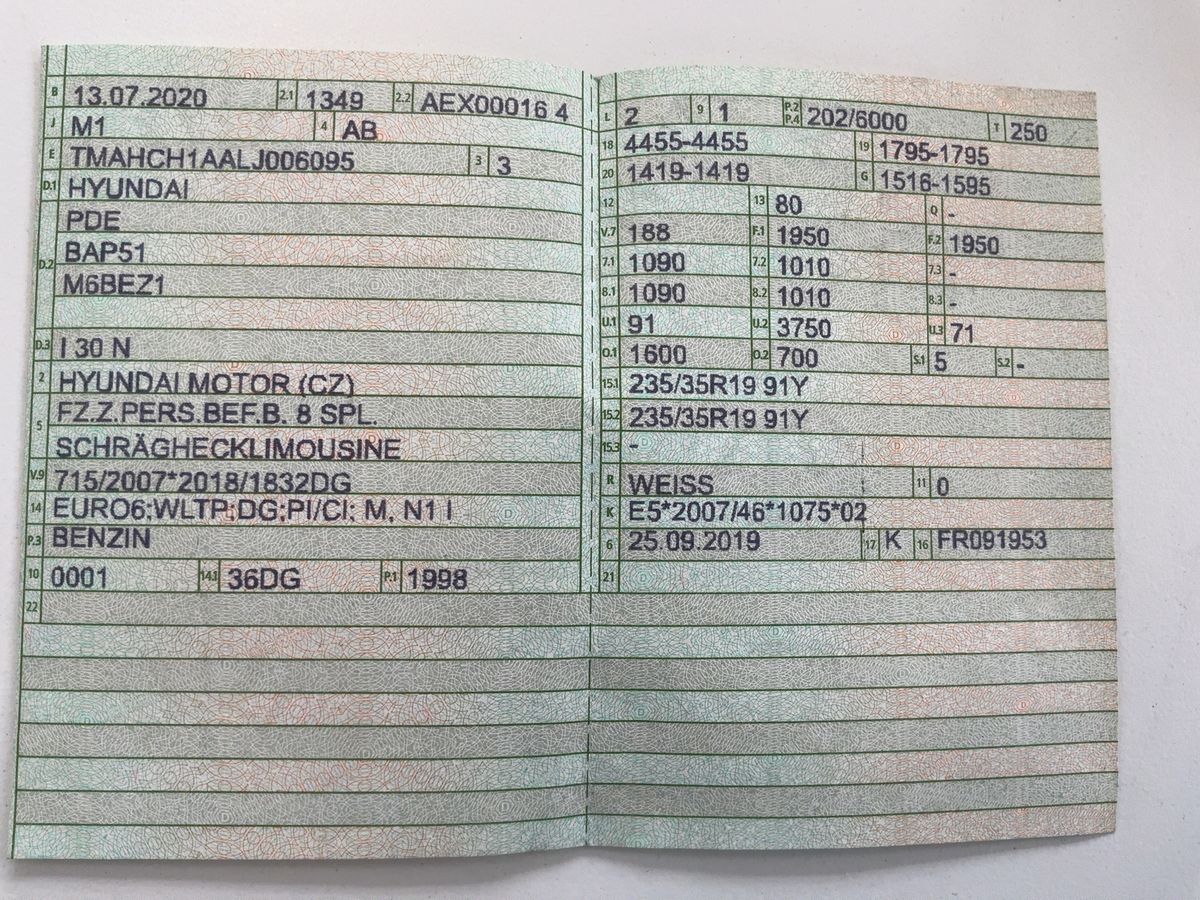 B 13.07.2020 2.1 1349 2.2 AEX00016 4
J M1 4 AB
E TMAHCH1AALJ006095 3 3
D.1 HYUNDAI
D.2 PDE
BAP51
M6BEZ1
D.3 I 30 N
2 HYUNDAI MOTOR (CZ)
5 FZ.Z.PERS.BEF.B. 8 SPL.
SCHRÄGHECKLIMOUSINE
V.9 715/2007*2018/1832DG
14 EURO6;WLTP;DG;PI/CI; M, N1 I
P.3 BENZIN
10 0001 14.1 36DG P.1 1998
22
L 2 9 1 P.2 P.4 202/6000 T 250
18 4455-4455 19 1795-1795
20 1419-1419 G 1516-1595
12 13 80 Q -
V.7 188 F.1 1950 F.2 1950
7.1 1090 7.2 1010 7.3 -
8.1 1090 8.2 1010 8.3 -
U.1 91 U.2 3750 U.3 71
O.1 1600 O.2 700 S.1 5 S.2 -
15.1 235/35R19 91Y
15.2 235/35R19 91Y
15.3 -
R WEISS 11 0
K E5*2007/46*1075*02
6 25.09.2019 17 K 16 FR091953
21